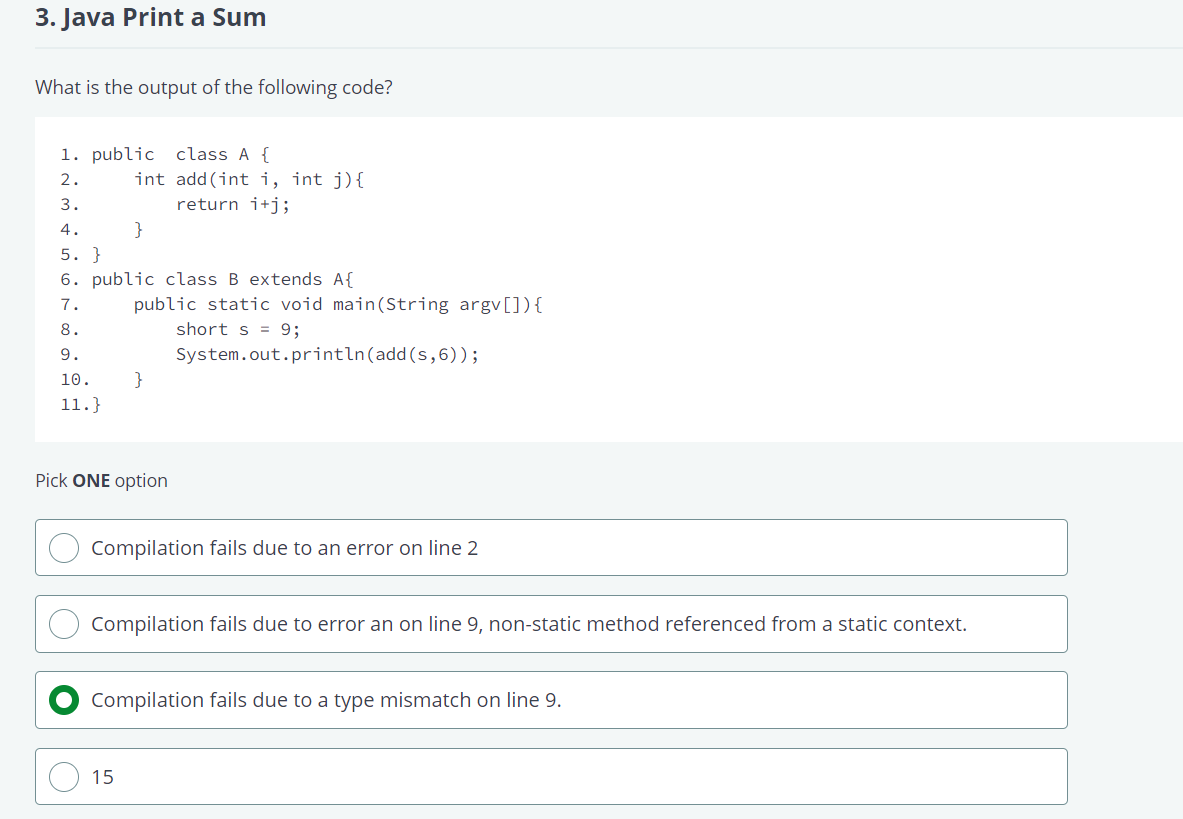 3. Java Print a Sum
What is the output of the following code?
1. public  class A {
2.     int add(int i, int j){
3.         return i+j;
4.     }
5. }
6. public class B extends A{
7.     public static void main(String argv[]){
8.         short s = 9;
9.         System.out.println(add(s,6));
10.    }
11.}
Pick ONE option
Compilation fails due to an error on line 2
Compilation fails due to error an on line 9, non-static method referenced from a static context.
Compilation fails due to a type mismatch on line 9.
15